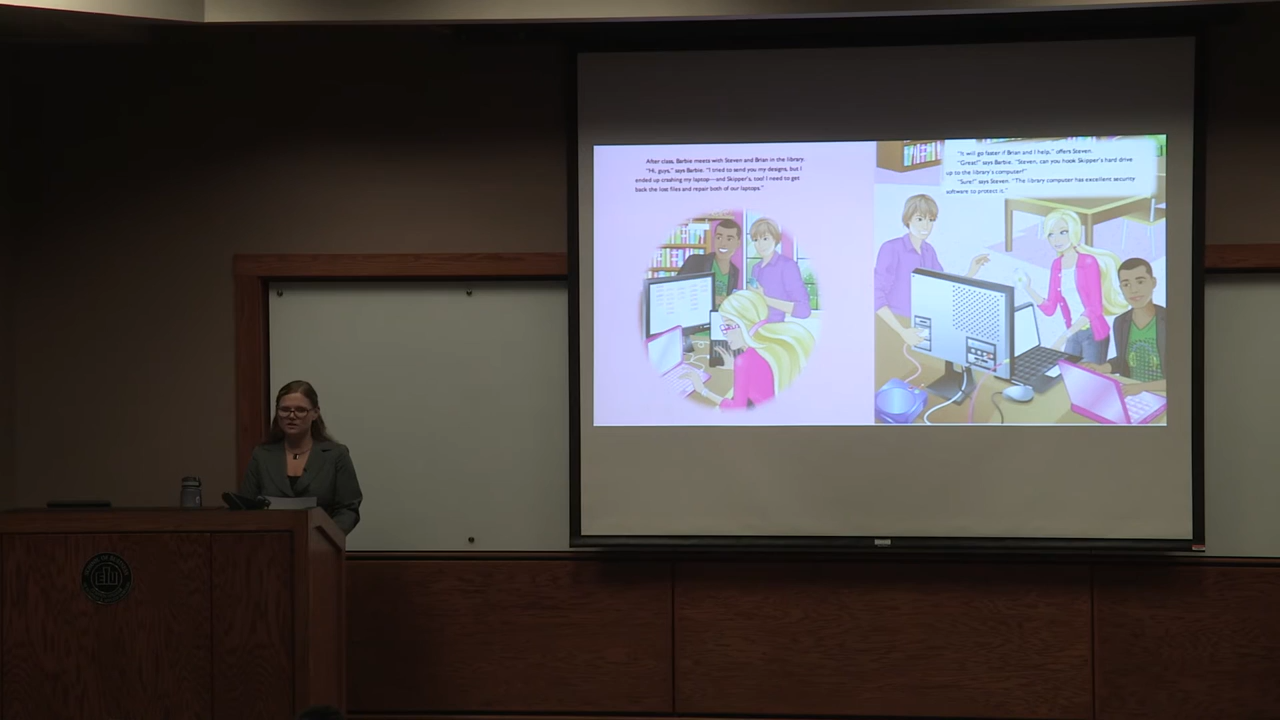 After class, Barbie meets with Steven and Brian in the library.
"Hi, guys," says Barbie. "I tried to send you my designs, but I
ended up crashing my laptop—and Skipper's, too! I need to get
back the lost files and repair both of our laptops."
"It will go faster if Brian and I help," offers Steven.
"Great!" says Barbie. "Steven, can you hook Skipper's hard drive
up to the library's computer?"
"Sure!" says Steven. "The library computer has excellent security
software to protect it."
EIU